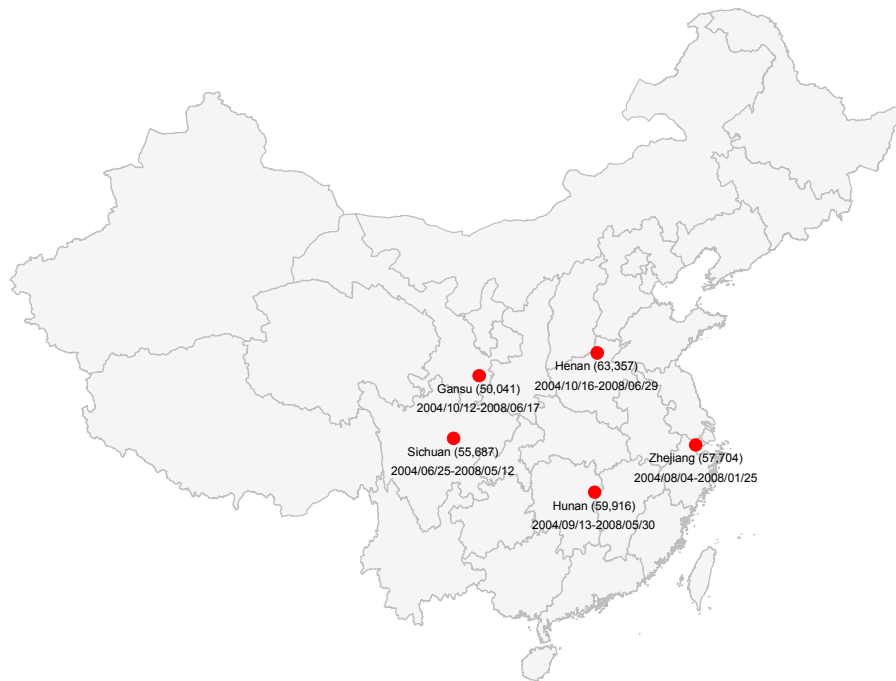 Henan (63,357)
2004/10/16-2008/06/29
Gansu (50,041)
2004/10/12-2008/06/17
Sichuan (55,687)
2004/06/25-2008/05/12
Zhejiang (57,704)
2004/08/04-2008/01/25
Hunan (59,916)
2004/09/13-2008/05/30